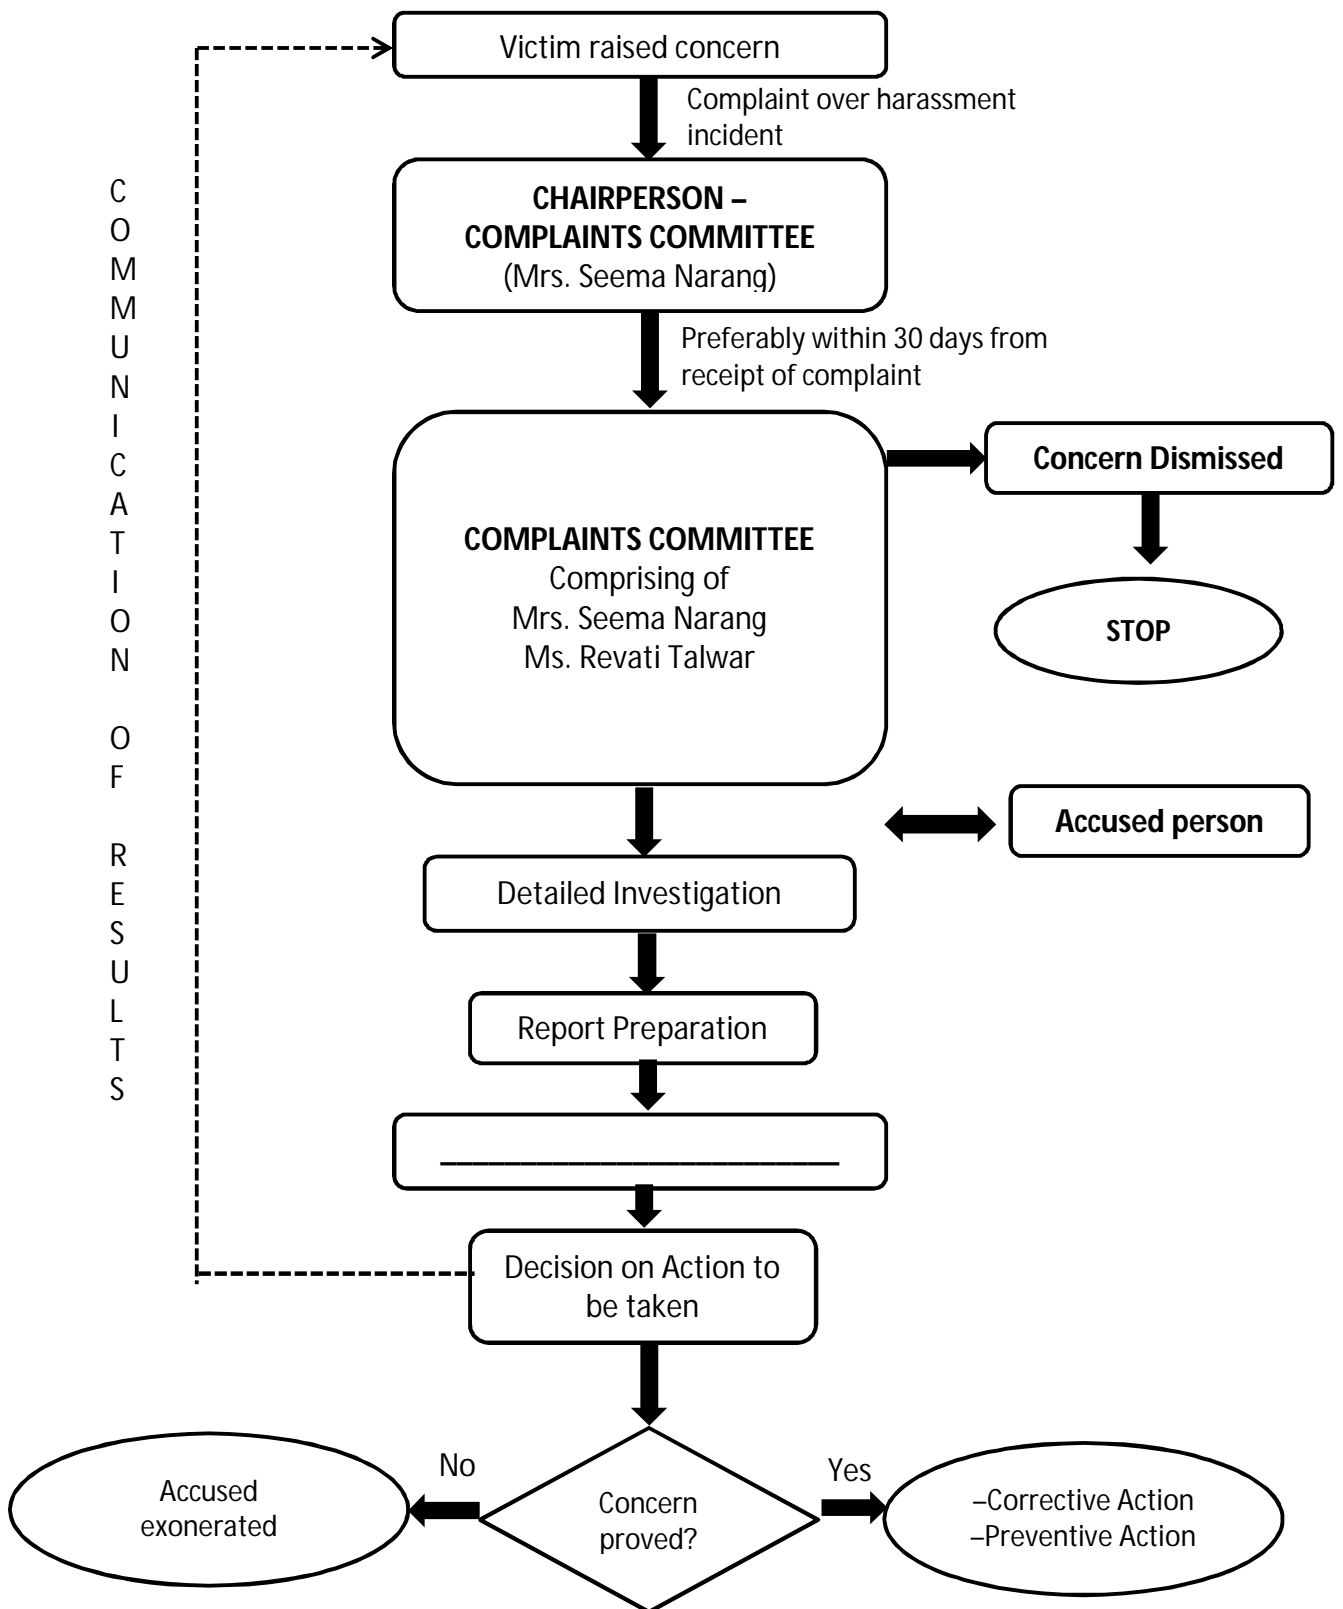 Victim raised concern
Complaint over harassment
incident
CHAIRPERSON –
COMPLAINTS COMMITTEE
(Mrs. Seema Narang)
Preferably within 30 days from
receipt of complaint
Concern Dismissed
STOP
COMPLAINTS COMMITTEE
Comprising of
Mrs. Seema Narang
Ms. Revati Talwar
Accused person
Detailed Investigation
Report Preparation
Decision on Action to
be taken
Concern
proved?
No
Accused
exonerated
Yes
–Corrective Action
–Preventive Action
COMMUNICATION OF RESULTS